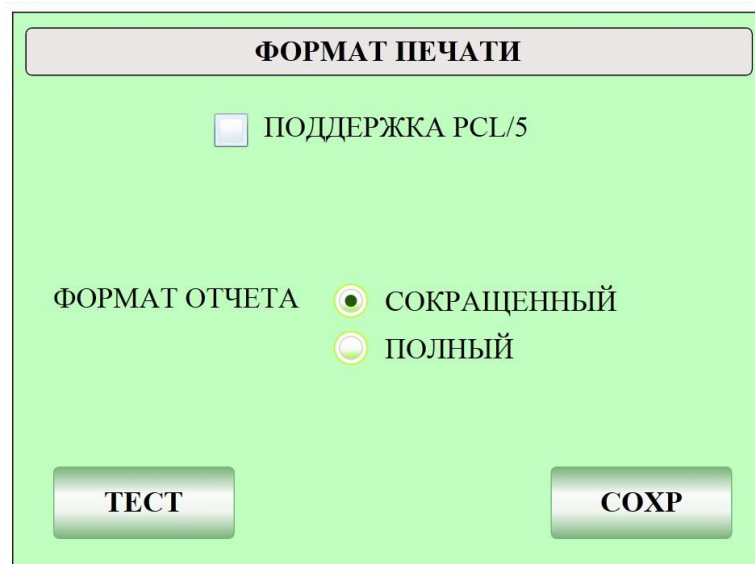 ФОРМАТ ПЕЧАТИ
ПОДДЕРЖКА PCL/5
ФОРМАТ ОТЧЕТА СОКРАЩЕННЫЙ
ПОЛНЫЙ
ТЕСТ СОХР